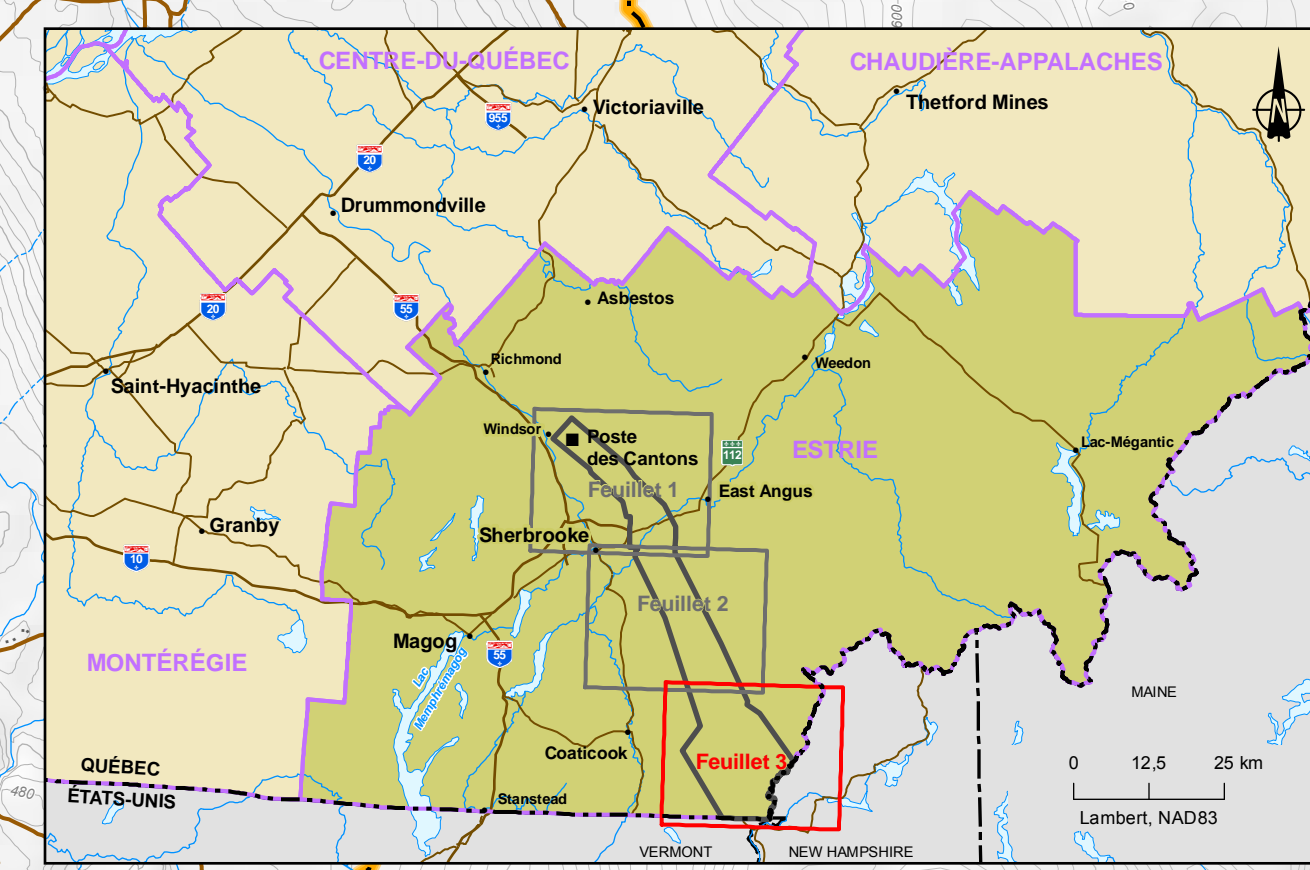 600
0
CENTRE-DU-QUÉBEC
CHAUDIÈRE-APPALACHES
N
Thetford Mines
Victoriaville
955
20
Drummondville
20
55
Asbestos
Richmond
Weedon
Saint-Hyacinthe
Windsor
Poste
des Cantons
112
ESTRIE
Lac-Mégantic
Feuillet 1
East Angus
Granby
Sherbrooke
10
Feuillet 2
Magog
55
MONTÉRÉGIE
Lac
Memphrémagog
MAINE
Coaticook
Feuillet 3
QUÉBEC
ÉTATS-UNIS
480
Stanstead
0 12,5 25 km
Lambert, NAD83
VERMONT
NEW HAMPSHIRE